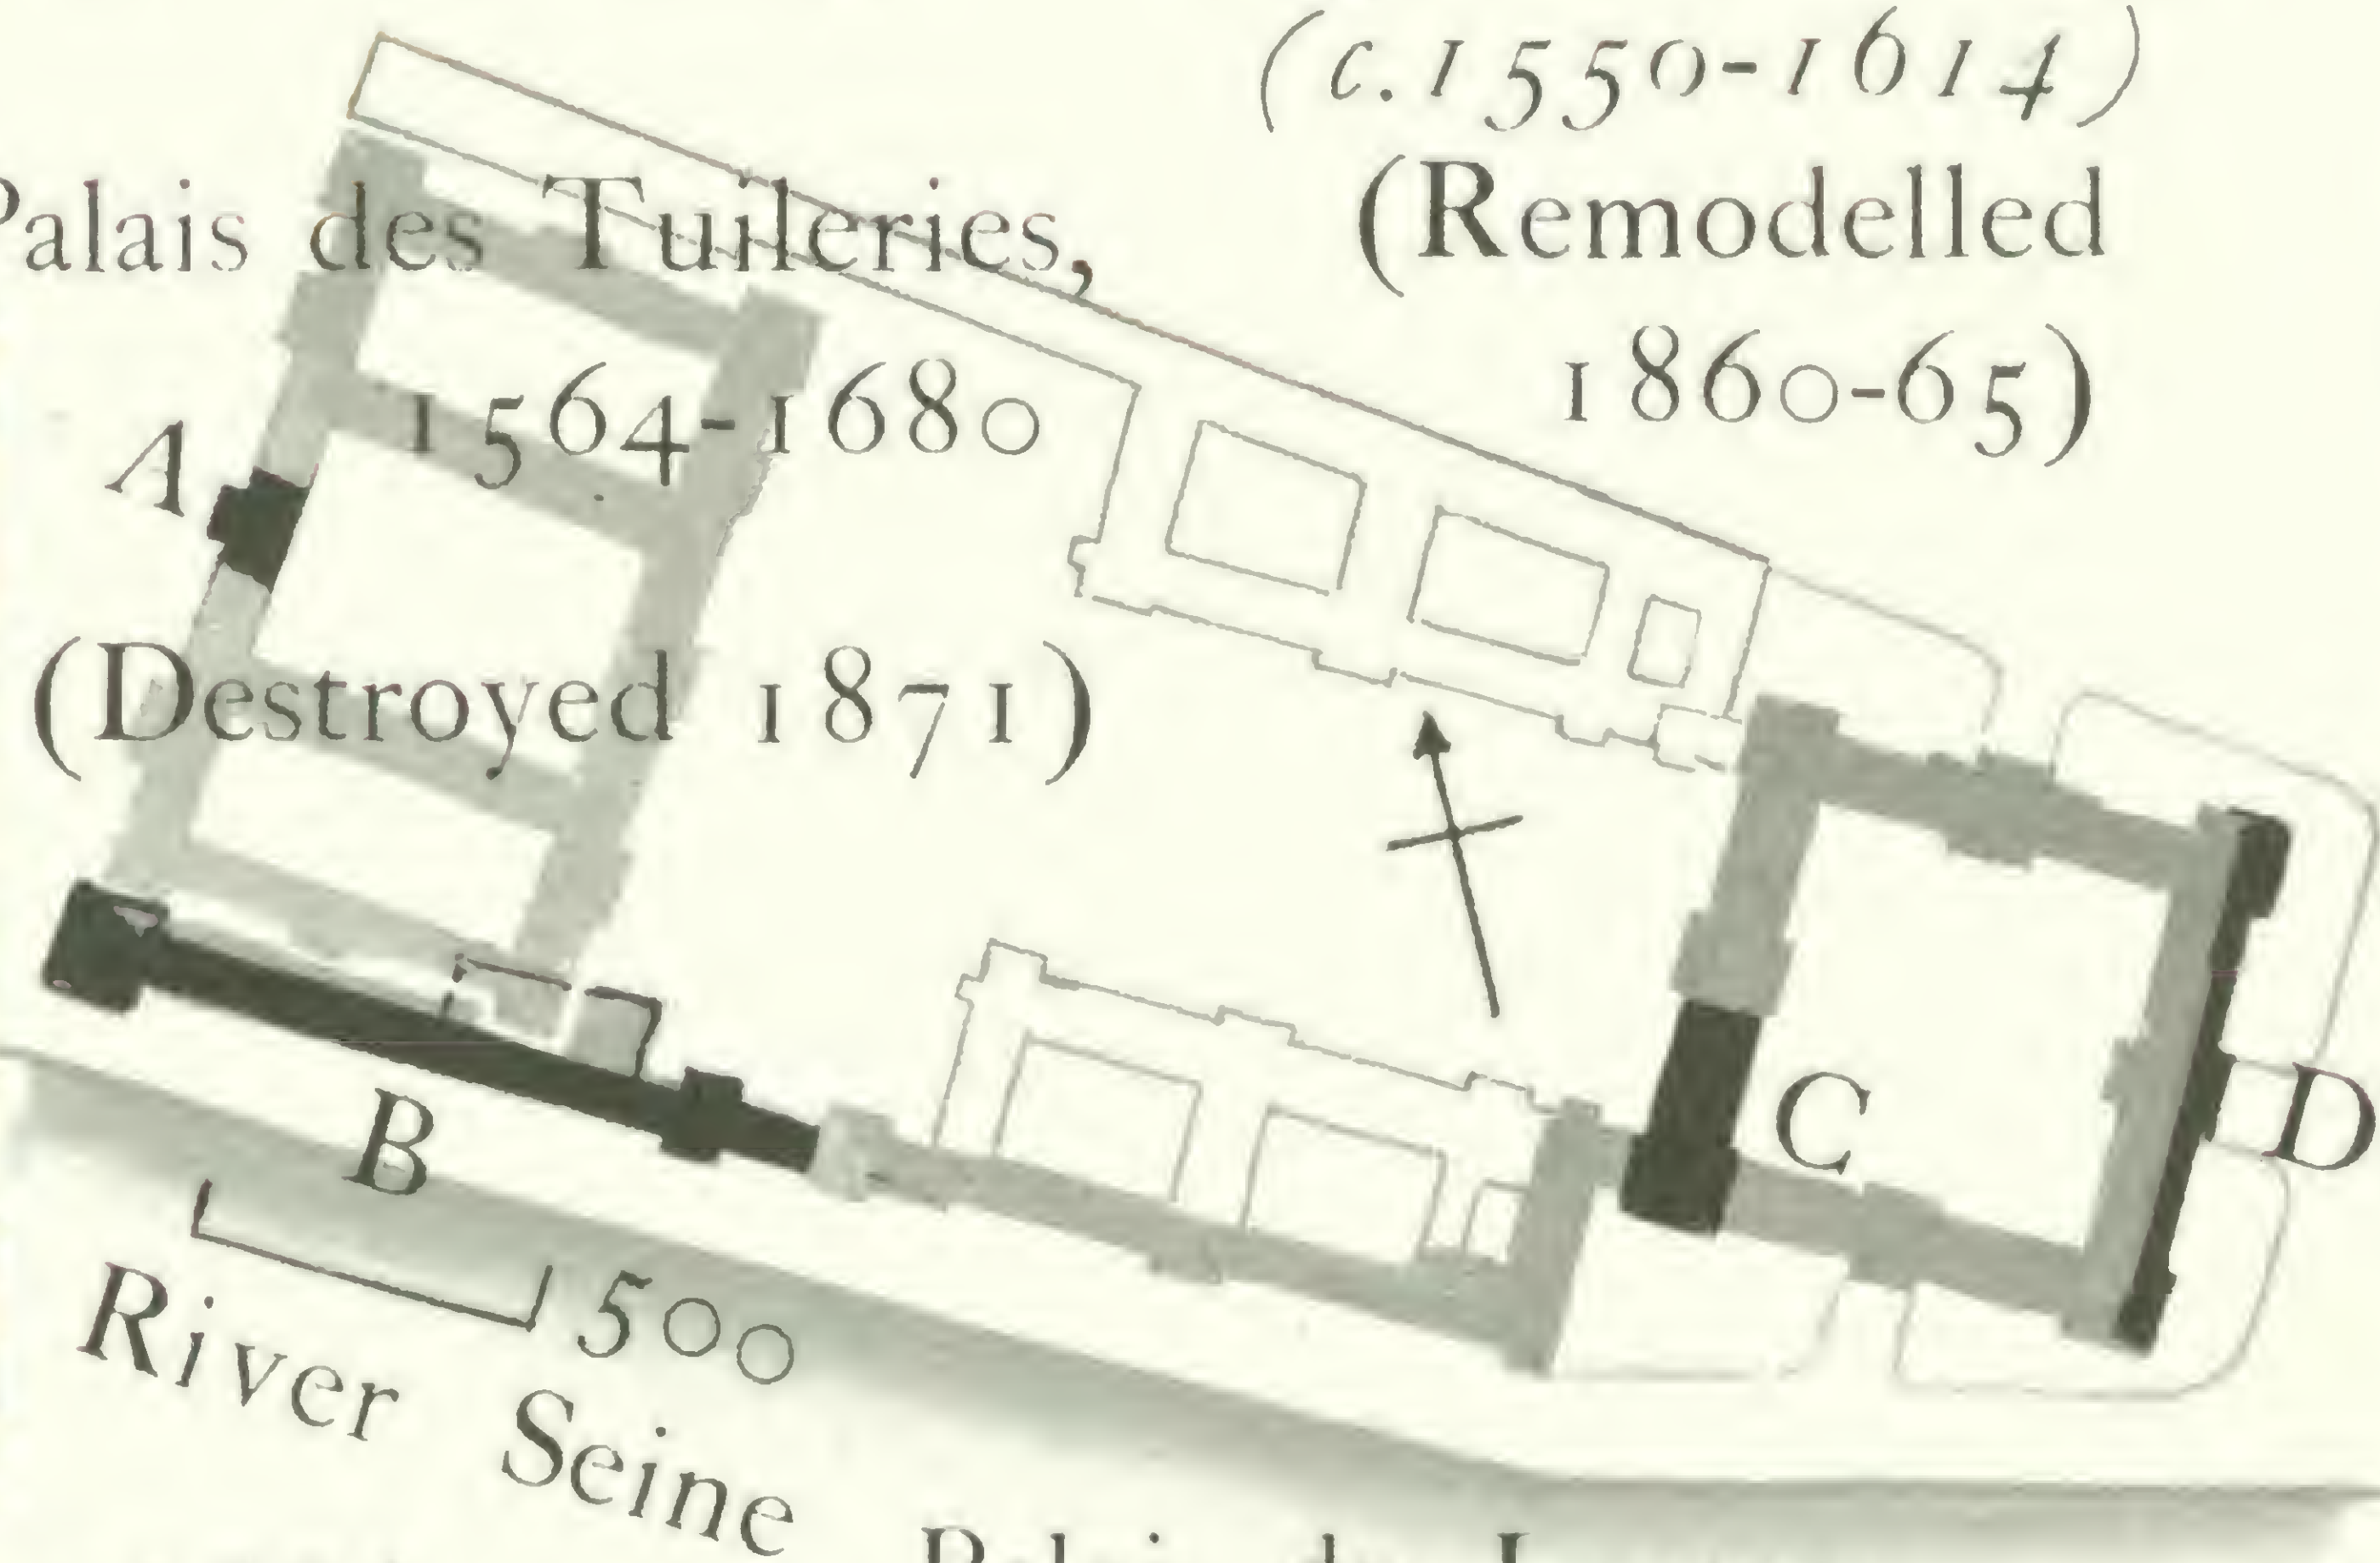 (c.1550-1614)
Palais des Tuileries,
(Remodelled
1564-1680
1860-65)
A
(Destroyed 1871)
B
C
D
500
River Seine